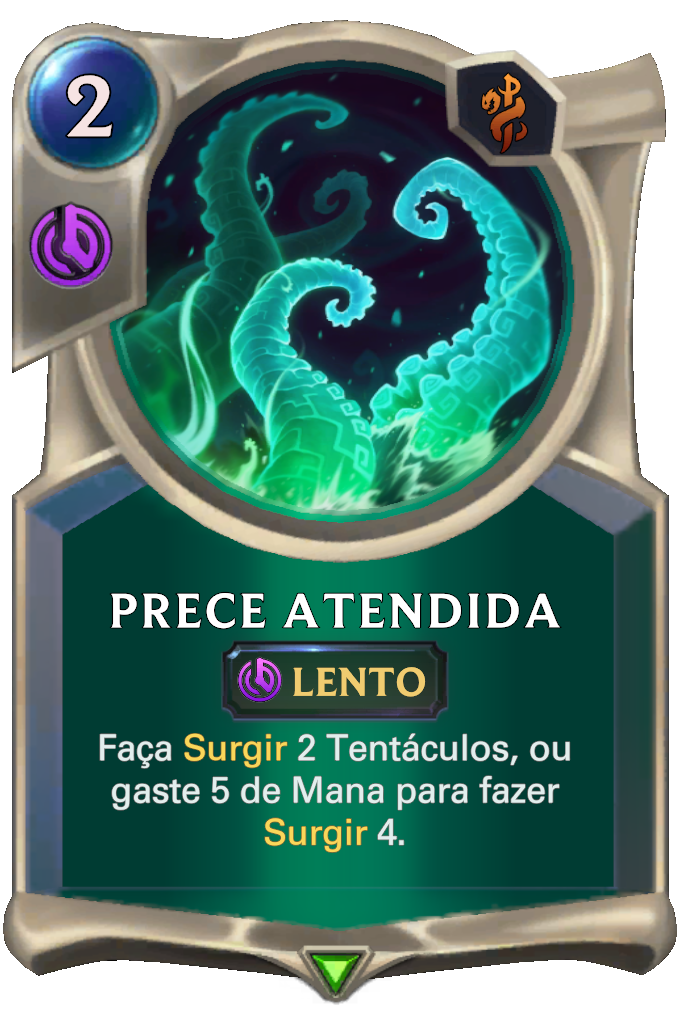 2
PRECE ATENDIDA
LENTO
Faça Surgir 2 Tentáculos, ou
gaste 5 de Mana para fazer
Surgir 4.